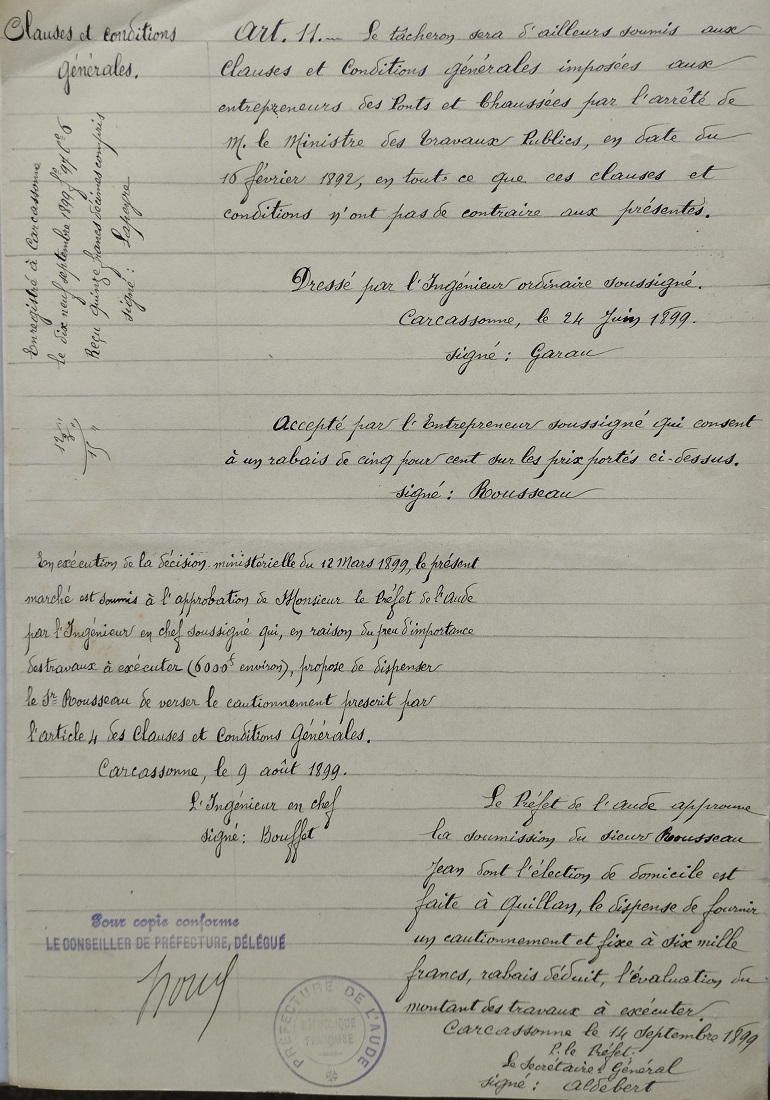 Clauses et conditions
générales.
Art. 11.— Le tâcheron sera d'ailleurs soumis aux
Clauses et Conditions générales imposées aux
entrepreneurs des Ponts et Chaussées par l'arrêté de
M. le Ministre des Travaux Publics, en date du
16 février 1892, en tout ce que ces clauses et
conditions n'ont pas de contraire aux présentes.
Enregistré à Carcassonne
le dix neuf septembre 1899 f° 97 Ce 6
Reçu quinze francs décimes compris
signé : Lapeyre
Dressé par l'Ingénieur ordinaire soussigné.
Carcassonne, le 24 Juin 1899.
signé : Garau
12 "
3 "
15 "
Accepté par l'Entrepreneur soussigné qui consent
à un rabais de cinq pour cent sur les prix portés ci-dessus.
signé : Rousseau
En exécution de la décision ministérielle du 12 Mars 1899, le présent
marché est soumis à l'approbation de Monsieur le Préfet de l'Aude
par l'Ingénieur en chef soussigné qui, en raison du peu d'importance
des travaux à exécuter (6000f environ), propose de dispenser
le Sr Rousseau de verser le cautionnement prescrit par
l'article 4 des Clauses et Conditions Générales.
Carcassonne, le 9 août 1899.
L'Ingénieur en chef
signé : Bouffet
Le Préfet de l'Aude approuve
la soumission du sieur Rousseau
Jean dont l'élection de domicile est
faite à Quillan, le dispense de fournir
un cautionnement et fixe à six mille
francs, rabais déduit, l'évaluation du
montant des travaux à exécuter.
Carcassonne le 14 septembre 1899
P. le Préfet.
Le Secrétaire Général
signé : Aldebert
Pour copie conforme
LE CONSEILLER DE PRÉFECTURE, DÉLÉGUÉ
PRÉFECTURE DE L'AUDE
RÉPUBLIQUE
FRANÇAISE